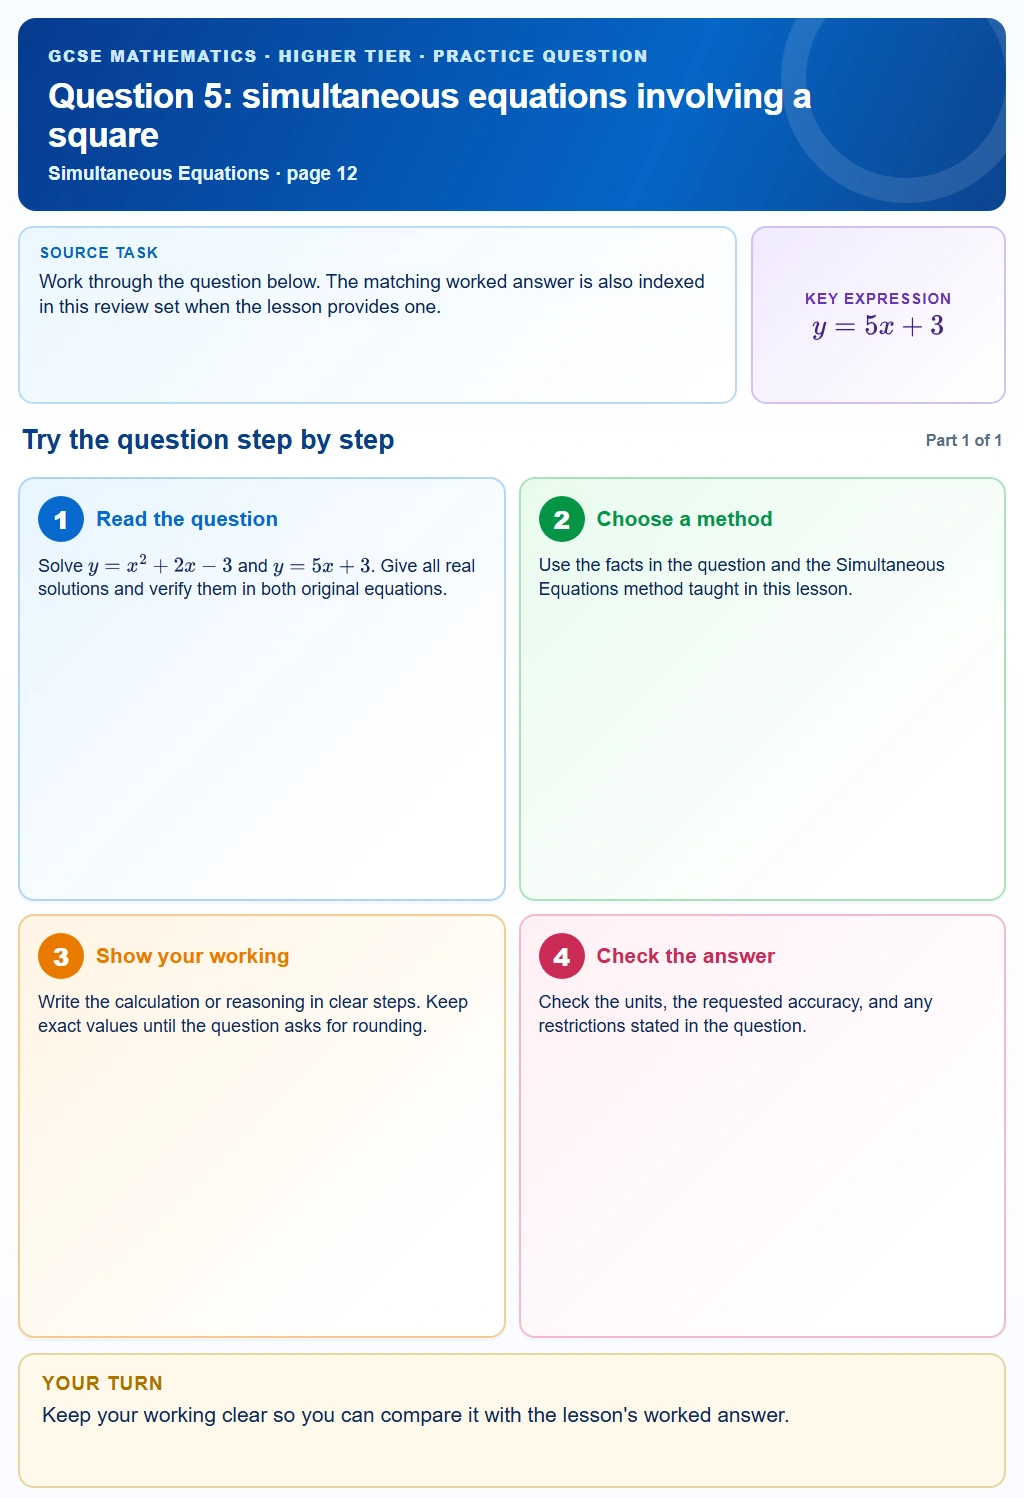 GCSE MATHEMATICS · HIGHER TIER · PRACTICE QUESTION
Question 5: simultaneous equations involving a
square
Simultaneous Equations · page 12
SOURCE TASK
Work through the question below. The matching worked answer is also indexed
in this review set when the lesson provides one.
KEY EXPRESSION
y = 5x + 3
Try the question step by step
Part 1 of 1
1 Read the question
Solve y = x² + 2x − 3 and y = 5x + 3. Give all real
solutions and verify them in both original equations.
2 Choose a method
Use the facts in the question and the Simultaneous
Equations method taught in this lesson.
3 Show your working
Write the calculation or reasoning in clear steps. Keep
exact values until the question asks for rounding.
4 Check the answer
Check the units, the requested accuracy, and any
restrictions stated in the question.
YOUR TURN
Keep your working clear so you can compare it with the lesson's worked answer.